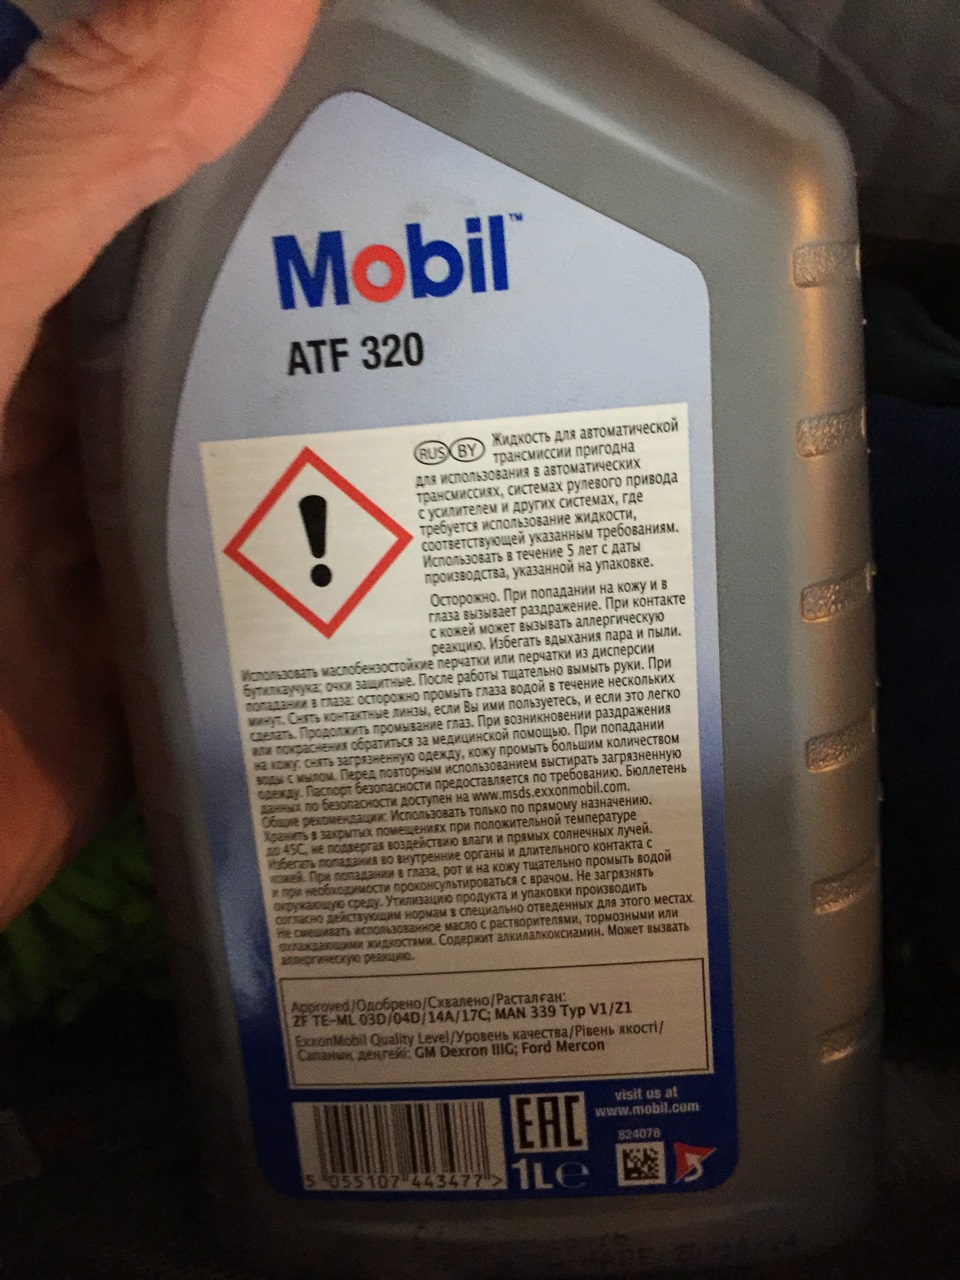 Mobil™
ATF 320
RUS BY Жидкость для автоматической
трансмиссии пригодна
для использования в автоматических
трансмиссиях, системах рулевого привода
с усилителем и других системах, где
требуется использование жидкости,
соответствующей указанным требованиям.
Использовать в течение 5 лет с даты
производства, указанной на упаковке.
Осторожно. При попадании на кожу и в
глаза вызывает раздражение. При контакте
с кожей может вызывать аллергическую
реакцию. Избегать вдыхания пара и пыли.
Использовать маслобензостойкие перчатки или перчатки из дисперсии
бутилкаучука; очки защитные. После работы тщательно вымыть руки. При
попадании в глаза: осторожно промыть глаза водой в течение нескольких
минут. Снять контактные линзы, если Вы ими пользуетесь, и если это легко
сделать. Продолжить промывание глаз. При возникновении раздражения
или покраснения обратиться за медицинской помощью. При попадании
на кожу: снять загрязненную одежду, кожу промыть большим количеством
воды с мылом. Перед повторным использованием выстирать загрязненную
одежду. Паспорт безопасности предоставляется по требованию. Бюллетень
данных по безопасности доступен на www.msds.exxonmobil.com.
Общие рекомендации: Использовать только по прямому назначению.
Хранить в закрытых помещениях при положительной температуре
до 45С, не подвергая воздействию влаги и прямых солнечных лучей.
Избегать попадания во внутренние органы и длительного контакта с
кожей. При попадании в глаза, рот и на кожу тщательно промыть водой
и при необходимости проконсультироваться с врачом. Не загрязнять
окружающую среду. Утилизацию продукта и упаковки производить
согласно действующим нормам в специально отведенных для этого местах.
Не смешивать использованное масло с растворителями, тормозными или
охлаждающими жидкостями. Содержит алкилалкоксиамин. Может вызвать
аллергическую реакцию.
Approved/Одобрено/Схвалено/Расталған:
ZF TE-ML 03D/04D/14A/17C; MAN 339 Typ V1/Z1
ExxonMobil Quality Level/Уровень качества/Рівень якості/
Сапаның деңгейі: GM Dexron IIIG; Ford Mercon
visit us at
www.mobil.com
EAC
824078
5 055107 443477 >
1L e